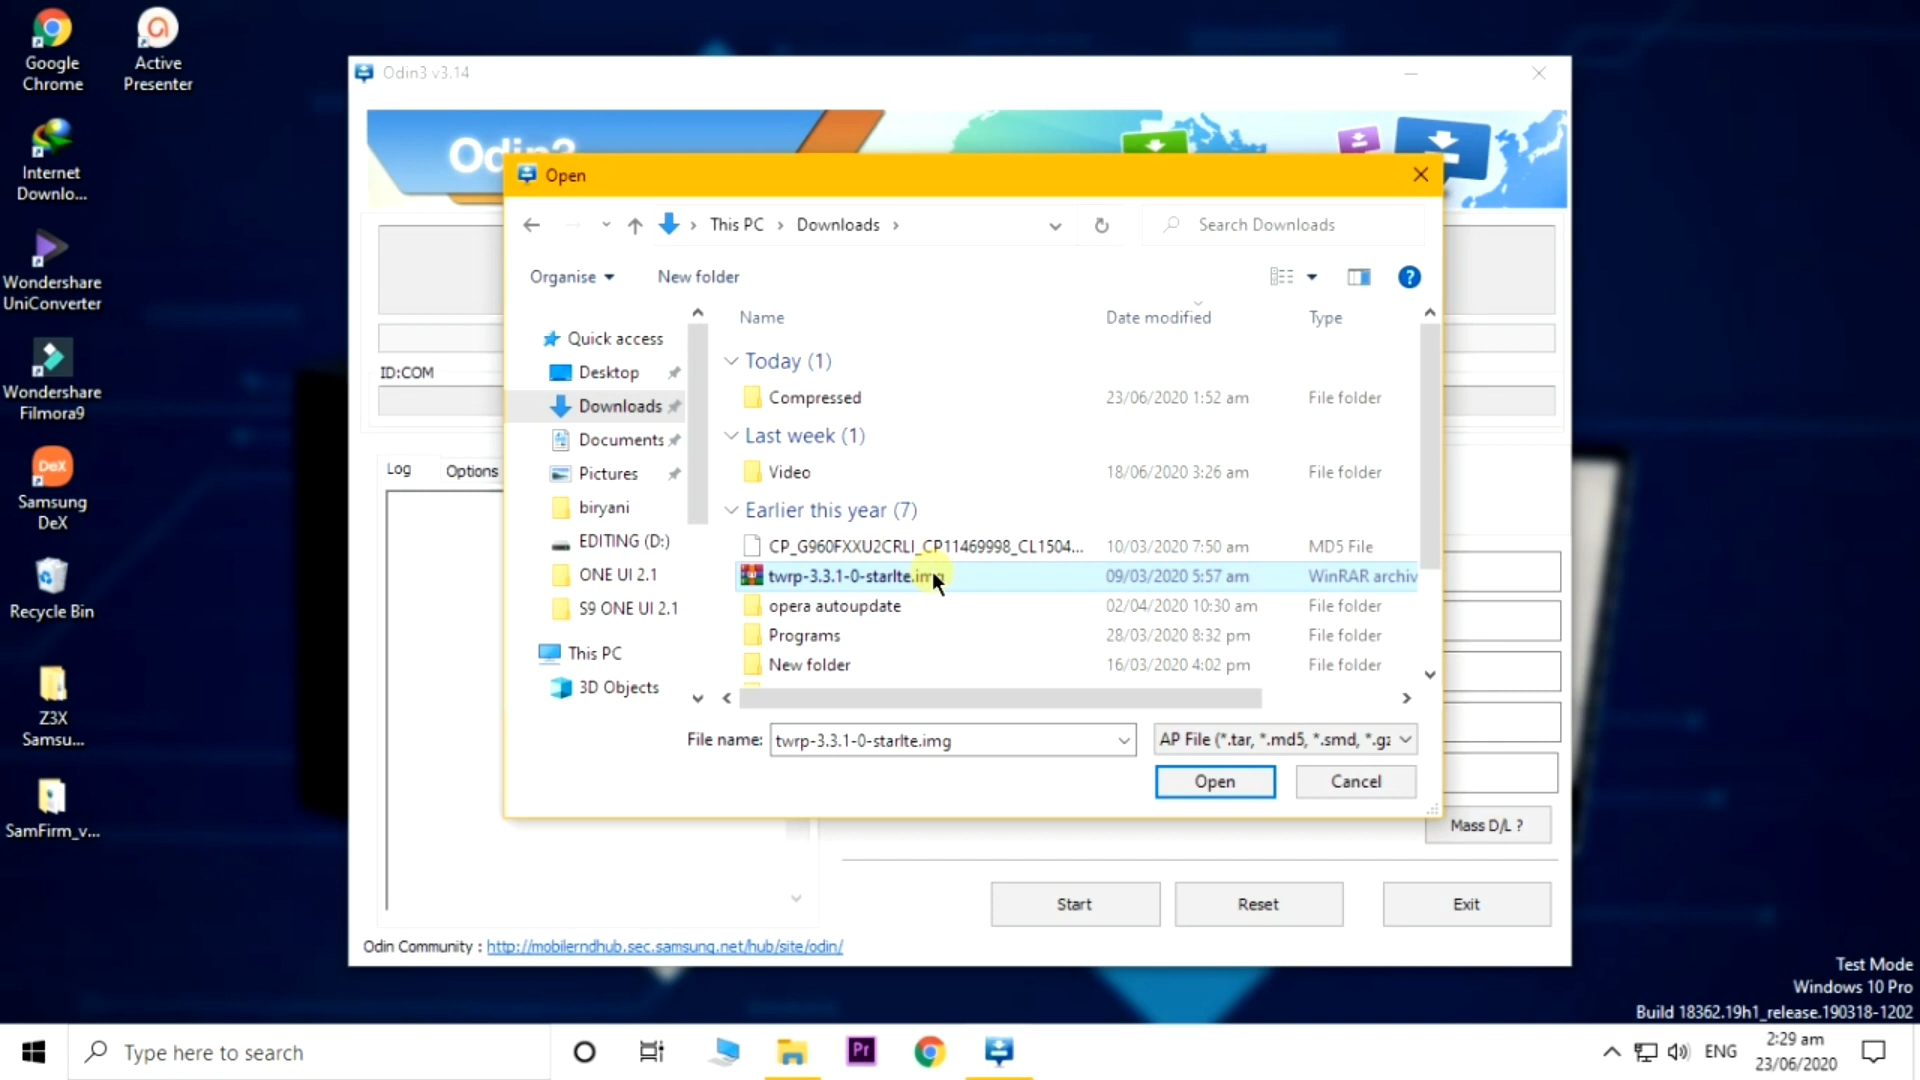 Google
Chrome
Active
Presenter
Internet
Downlo...
Wondershare
UniConverter
Wondershare
Filmora9
DeX
Samsung
DeX
Recycle Bin
Z3X
Samsu...
SamFirm_v...
Odin3 v3.14
Odin3
ID:COM
Log
Options
Open
This PC
Downloads
Search Downloads
Organise
New folder
Quick access
Desktop
Downloads
Documents
Pictures
biryani
EDITING (D:)
ONE UI 2.1
S9 ONE UI 2.1
This PC
3D Objects
Name Date modified Type
Today (1)
Compressed 23/06/2020 1:52 am File folder
Last week (1)
Video 18/06/2020 3:26 am File folder
Earlier this year (7)
CP_G960FXXU2CRLI_CP11469998_CL1504... 10/03/2020 7:50 am MD5 File
twrp-3.3.1-0-starlte.img 09/03/2020 5:57 am WinRAR archiv
opera autoupdate 02/04/2020 10:30 am File folder
Programs 28/03/2020 8:32 pm File folder
New folder 16/03/2020 4:02 pm File folder
File name: twrp-3.3.1-0-starlte.img AP File (*.tar, *.md5, *.smd, *.gz
Open
Cancel
Mass D/L ?
Start
Reset
Exit
Odin Community : http://mobilerndhub.sec.samsung.net/hub/site/odin/
Test Mode
Windows 10 Pro
Build 18362.19h1_release.190318-1202
Type here to search
Pr
ENG
2:29 am
23/06/2020